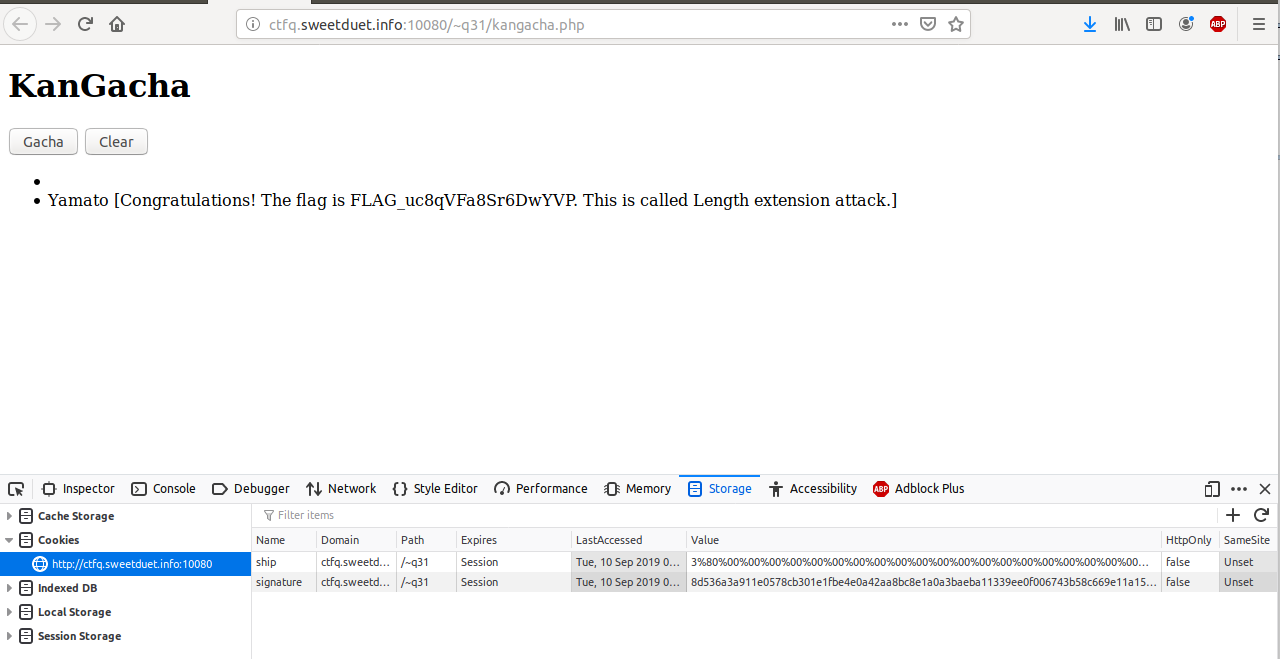 ctfq.sweetduet.info:10080/~q31/kangacha.php
ABP
KanGacha
Gacha Clear
Yamato [Congratulations! The flag is FLAG_uc8qVFa8Sr6DwYVP. This is called Length extension attack.]
Inspector Console Debugger Network Style Editor Performance Memory Storage Accessibility ABP Adblock Plus
Cache Storage
Cookies
http://ctfq.sweetduet.info:10080
Indexed DB
Local Storage
Session Storage
Filter items
Name Domain Path Expires LastAccessed Value HttpOnly SameSite
ship ctfq.sweetd... /~q31 Session Tue, 10 Sep 2019 0... 3%80%00%00%00%00%00%00%00%00%00%00%00%00%00%00%00%00%00%00%00%00%00... false Unset
signature ctfq.sweetd... /~q31 Session Tue, 10 Sep 2019 0... 8d536a3a911e0578cb301e1fbe4e0a42aa8bc8e1a0a3baeba11339ee0f006743b58c669e11a15... false Unset